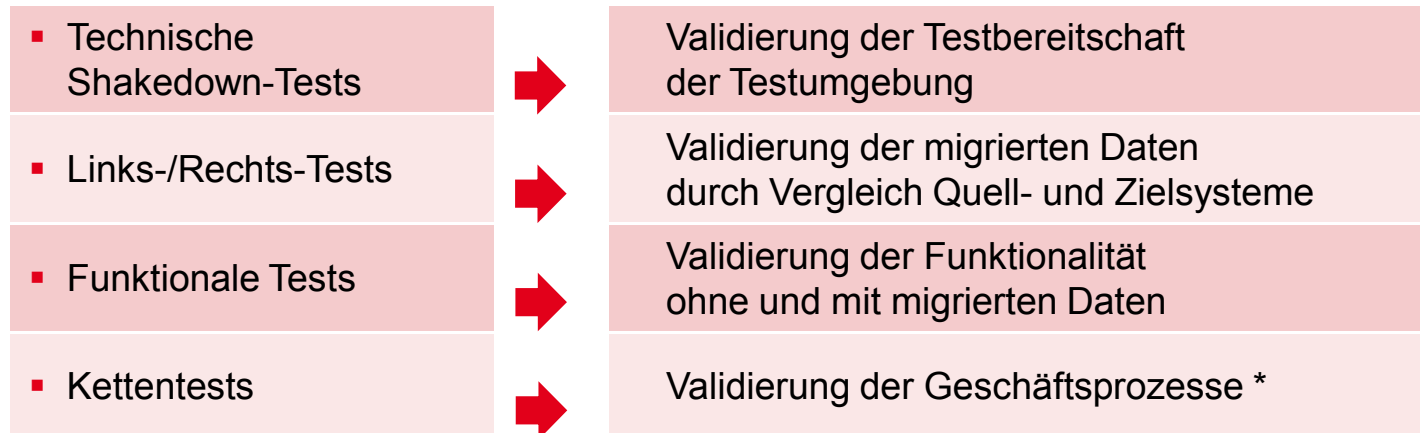 ▪ Technische
Shakedown-Tests
Validierung der Testbereitschaft
der Testumgebung
▪ Links-/Rechts-Tests
Validierung der migrierten Daten
durch Vergleich Quell- und Zielsysteme
▪ Funktionale Tests
Validierung der Funktionalität
ohne und mit migrierten Daten
▪ Kettentests
Validierung der Geschäftsprozesse *